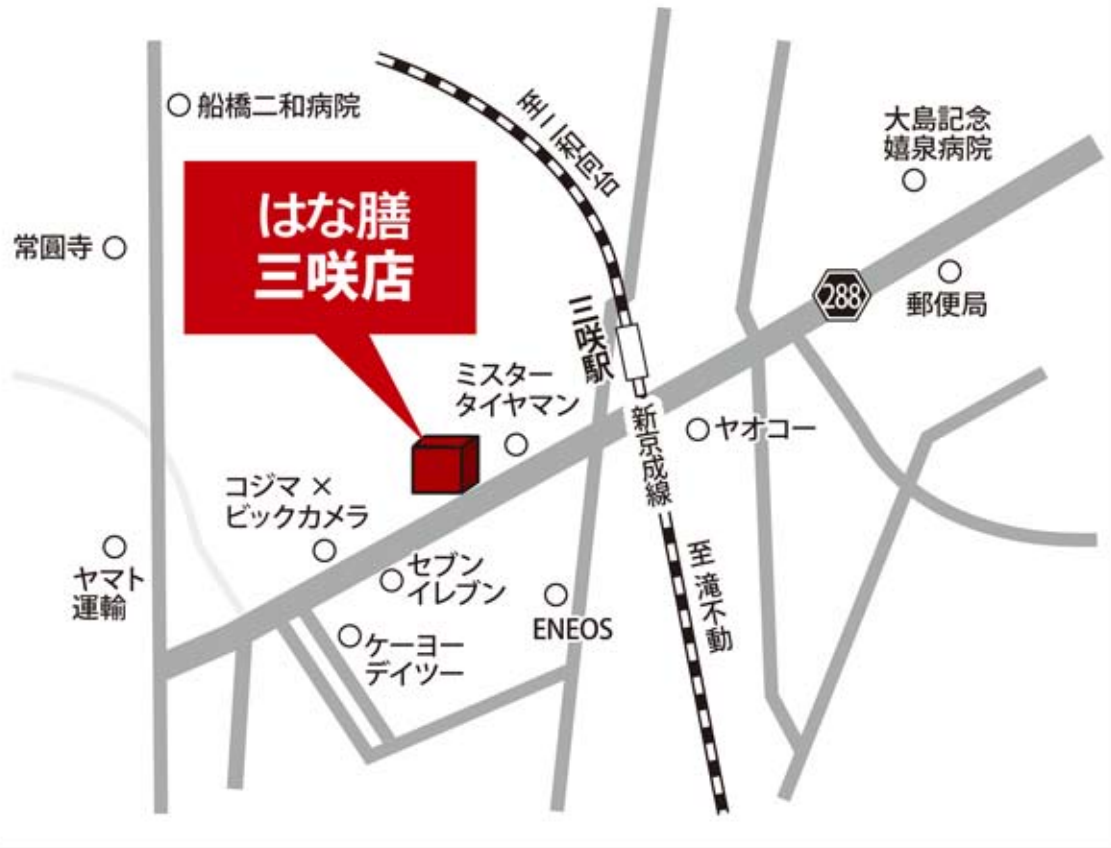 船橋二和病院
至二和向台
大島記念
嬉泉病院
はな膳
三咲店
常圓寺
288
郵便局
三咲駅
ミスター
タイヤマン
新京成線
ヤオコー
コジマ ×
ビックカメラ
セブン
イレブン
ヤマト
運輸
ENEOS
至 滝不動
ケーヨー
デイツー